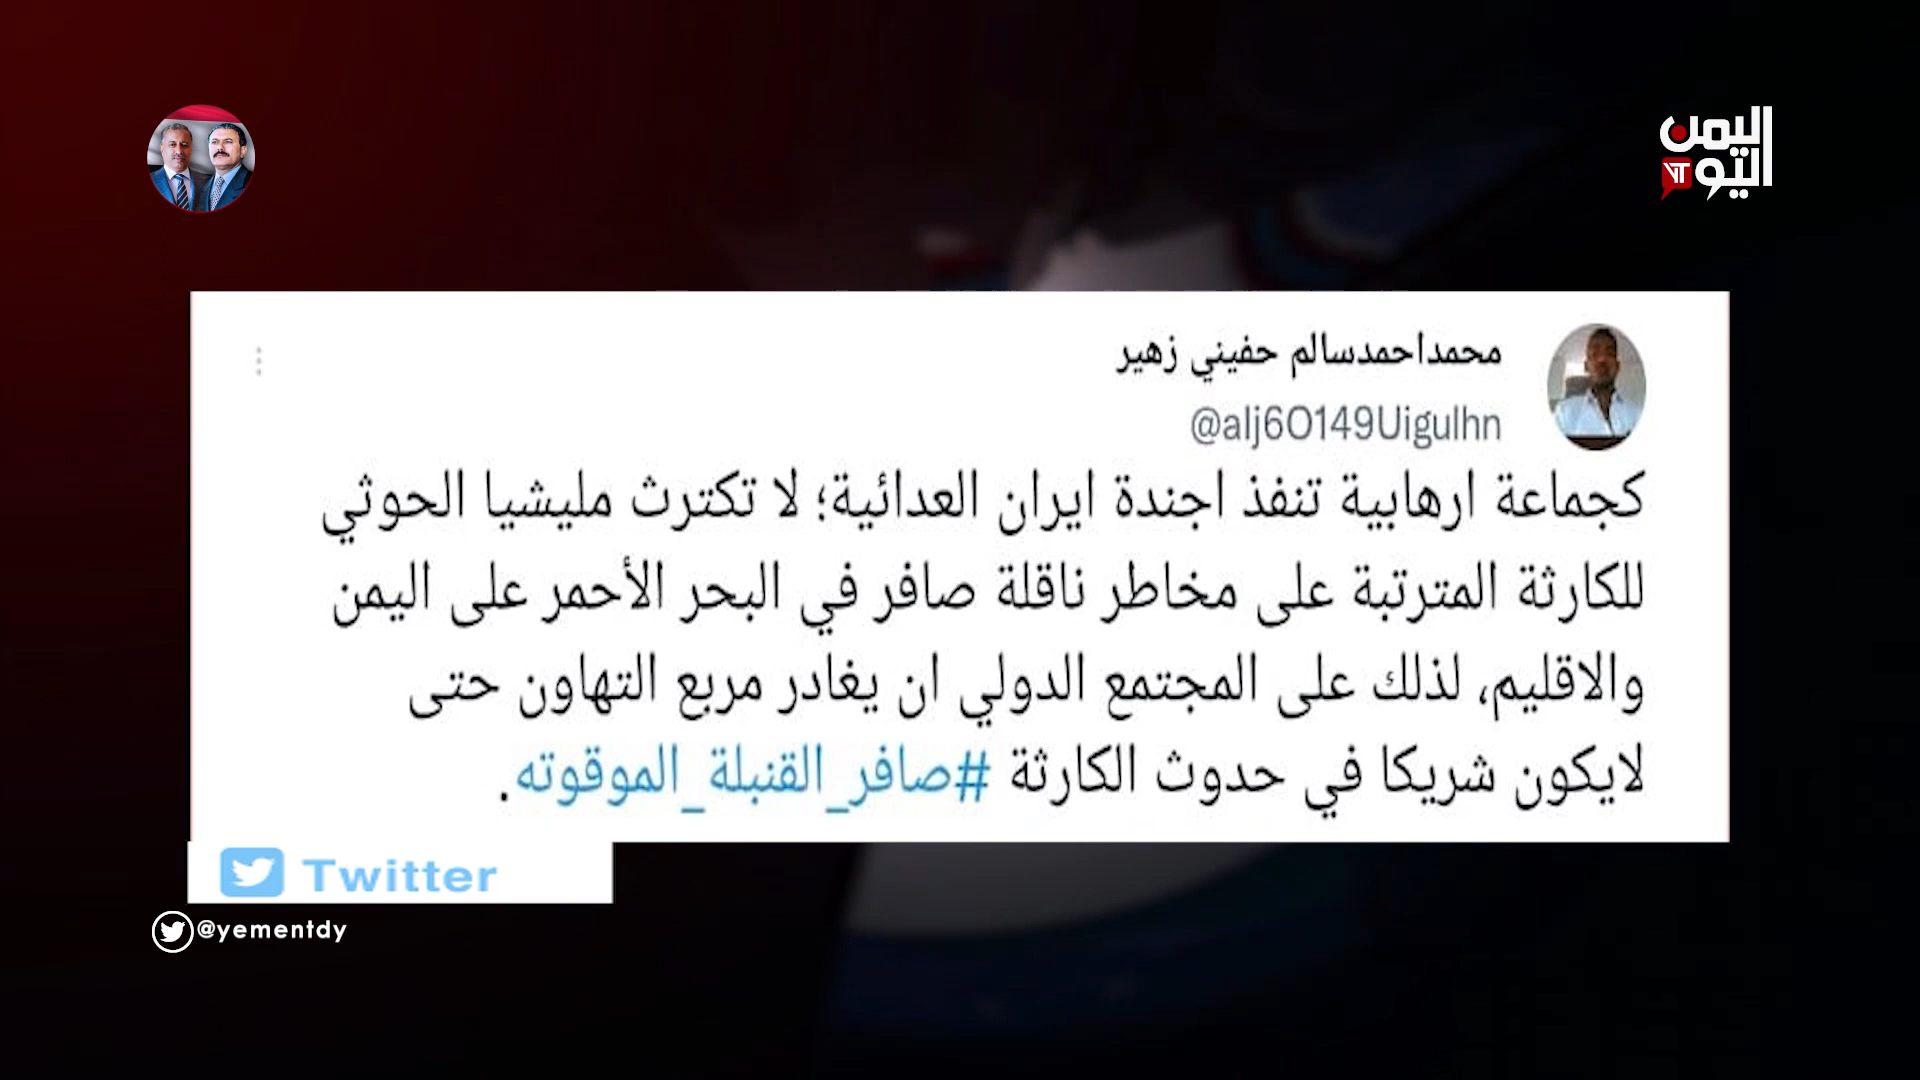 اليمن
اليوم
YT
محمداحمدسالم حفيني زهير
@alj6O149Uigulhn
كجماعة ارهابية تنفذ اجندة ايران العدائية؛ لا تكترث مليشيا الحوثي
للكارثة المترتبة على مخاطر ناقلة صافر في البحر الأحمر على اليمن
والاقليم، لذلك على المجتمع الدولي ان يغادر مربع التهاون حتى
لايكون شريكا في حدوث الكارثة #صافر_القنبلة_الموقوته.
Twitter
@yementdy